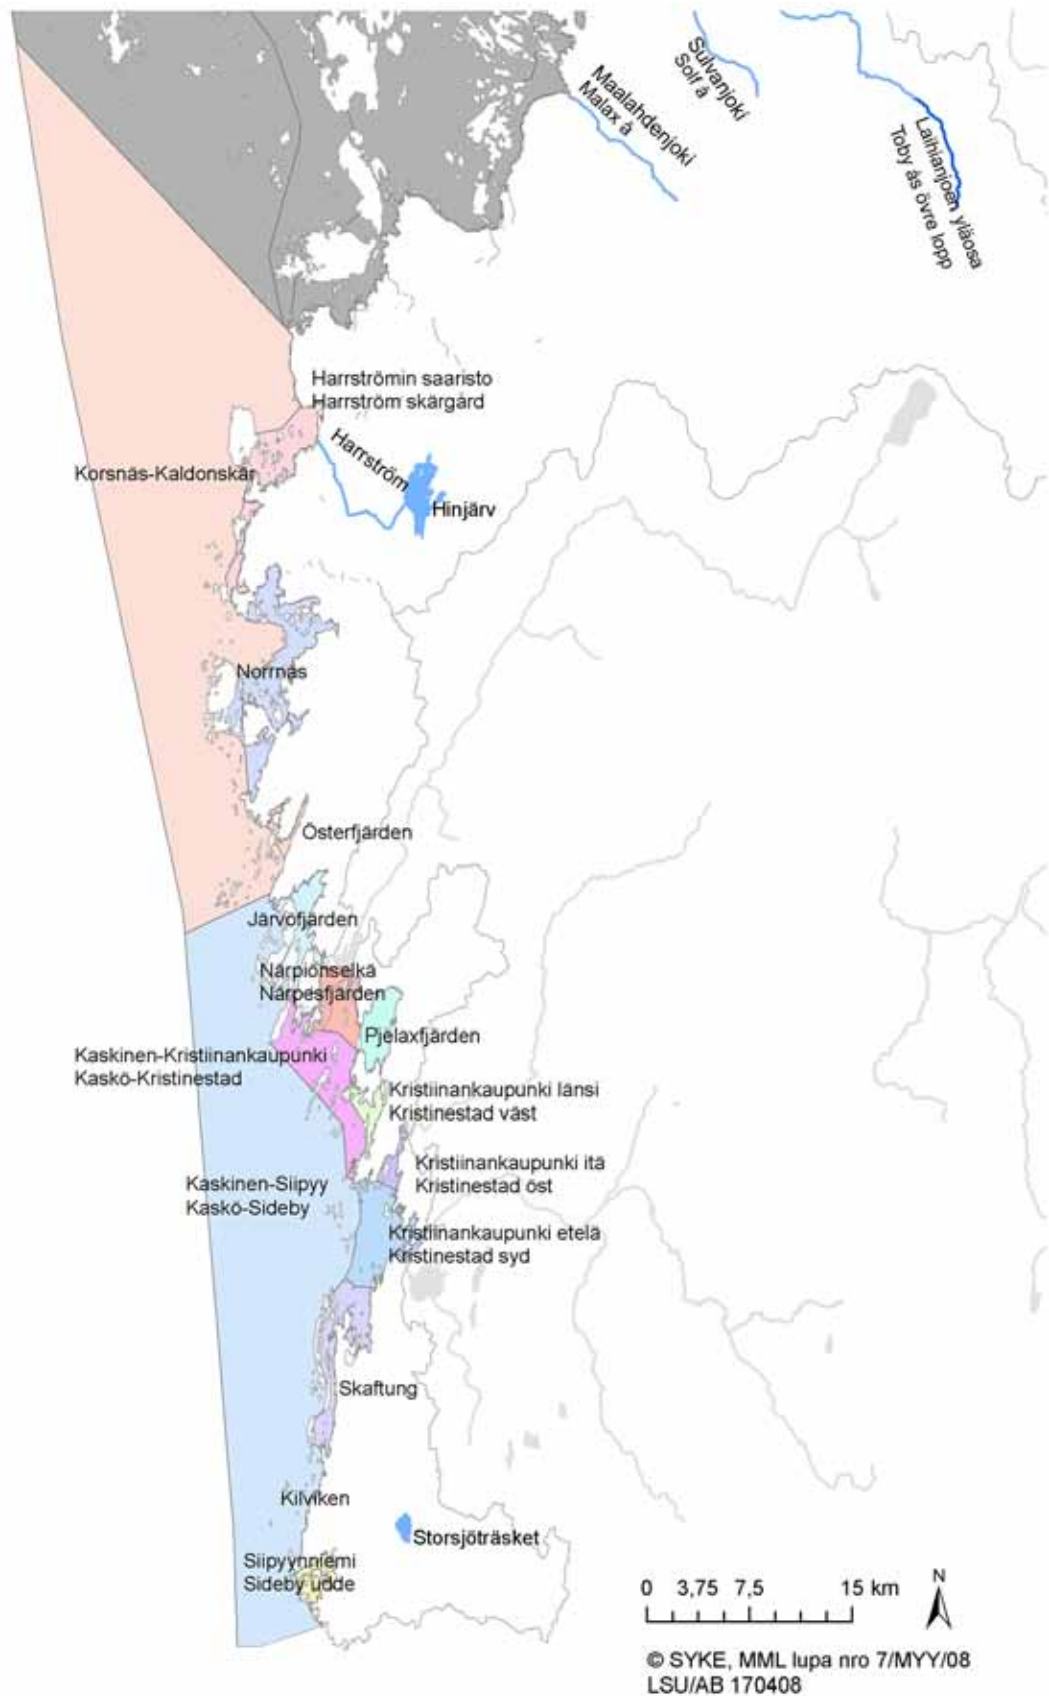 Sulvanjoki
Solf å
Maalahdenjoki
Malax å
Laihianjoen yläosa
Toby ås övre lopp
Harrströmin saaristo
Harrström skärgård
Harrström
Korsnäs-Kaldonskär
Hinjärv
Norrnäs
Österfjärden
Järvöfjärden
Närpiönselkä
Närpesfjärden
Pjelaxfjärden
Kaskinen-Kristiinankaupunki
Kaskö-Kristinestad
Kristiinankaupunki länsi
Kristinestad väst
Kristiinankaupunki itä
Kristinestad öst
Kaskinen-Siipyy
Kaskö-Sideby
Kristiinankaupunki etelä
Kristinestad syd
Skaftung
Kilviken
Storsjöträsket
Siipyynniemi
Sideby udde
0 3,75 7,5 15 km
N
© SYKE, MML lupa nro 7/MYY/08
LSU/AB 170408